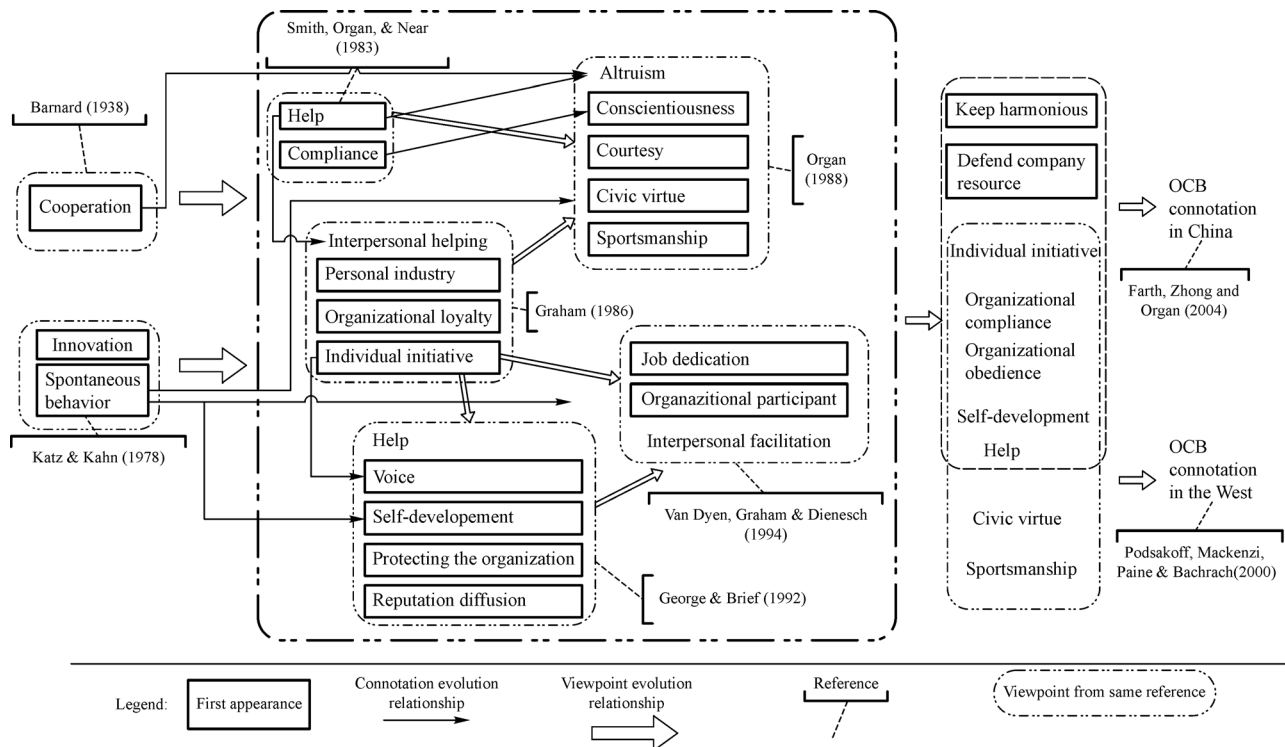 Smith, Organ, & Near
(1983)
Barnard (1938)
Cooperation
Help
Compliance
Altruism
Conscientiousness
Courtesy
Civic virtue
Sportsmanship
Organ
(1988)
Interpersonal helping
Personal industry
Organizational loyalty
Individual initiative
Graham (1986)
Innovation
Spontaneous
behavior
Katz & Kahn (1978)
Job dedication
Organazitional participant
Interpersonal facilitation
Van Dyen, Graham & Dienesch
(1994)
Help
Voice
Self-developement
Protecting the organization
Reputation diffusion
George & Brief (1992)
Keep harmonious
Defend company
resource
Individual initiative
Organizational
compliance
Organizational
obedience
Self-development
Help
Civic virtue
Sportsmanship
OCB
connotation
in China
Farth, Zhong and
Organ (2004)
OCB
connotation
in the West
Podsakoff, Mackenzi,
Paine & Bachrach(2000)
Legend:
First appearance
Connotation evolution
relationship
Viewpoint evolution
relationship
Reference
Viewpoint from same reference